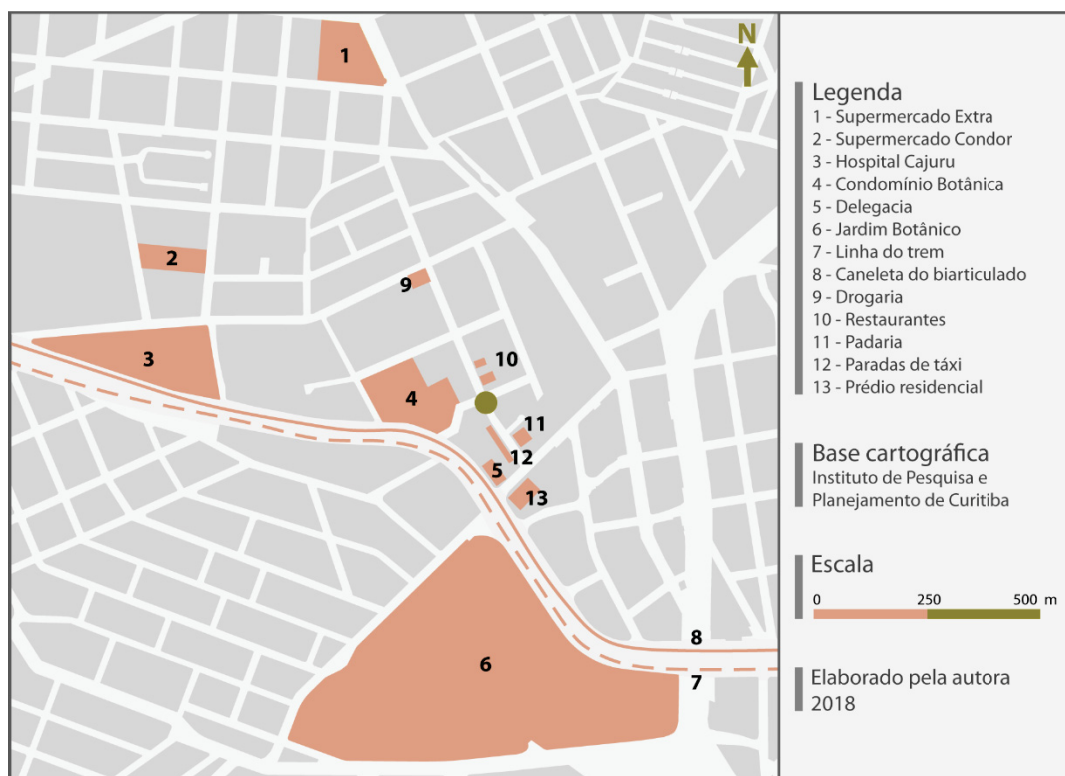 N
1
2
3
9
10
4
11
12
5
13
6
8
7
Legenda
1 - Supermercado Extra
2 - Supermercado Condor
3 - Hospital Cajuru
4 - Condomínio Botânica
5 - Delegacia
6 - Jardim Botânico
7 - Linha do trem
8 - Caneleta do biarticulado
9 - Drogaria
10 - Restaurantes
11 - Padaria
12 - Paradas de táxi
13 - Prédio residencial
Base cartográfica
Instituto de Pesquisa e
Planejamento de Curitiba
Escala
0 250 500 m
Elaborado pela autora
2018